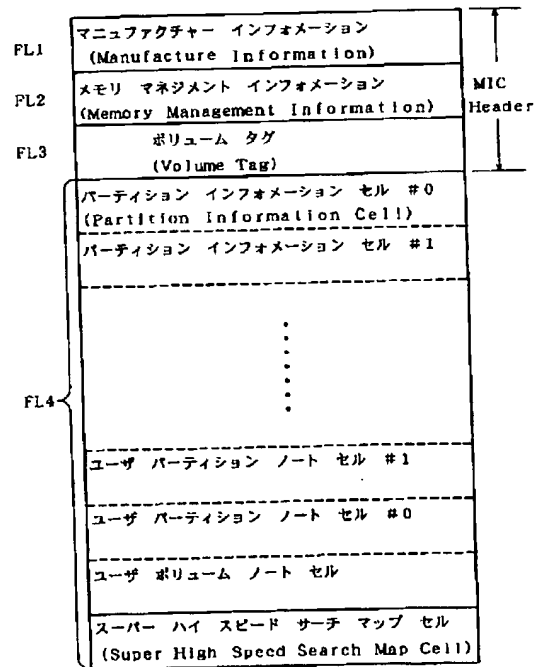 FL1
マニュファクチャー インフォメーション
(Manufacture Information)
FL2
メモリ マネジメント インフォメーション
(Memory Management Information)
MIC
Header
FL3
ボリューム タグ
(Volume Tag)
FL4
パーティション インフォメーション セル #0
(Partition Information Cell)
パーティション インフォメーション セル #1
ユーザ パーティション ノート セル #1
ユーザ パーティション ノート セル #0
ユーザ ボリューム ノート セル
スーパー ハイ スピード サーチ マップ セル
(Super High Speed Search Map Cell)